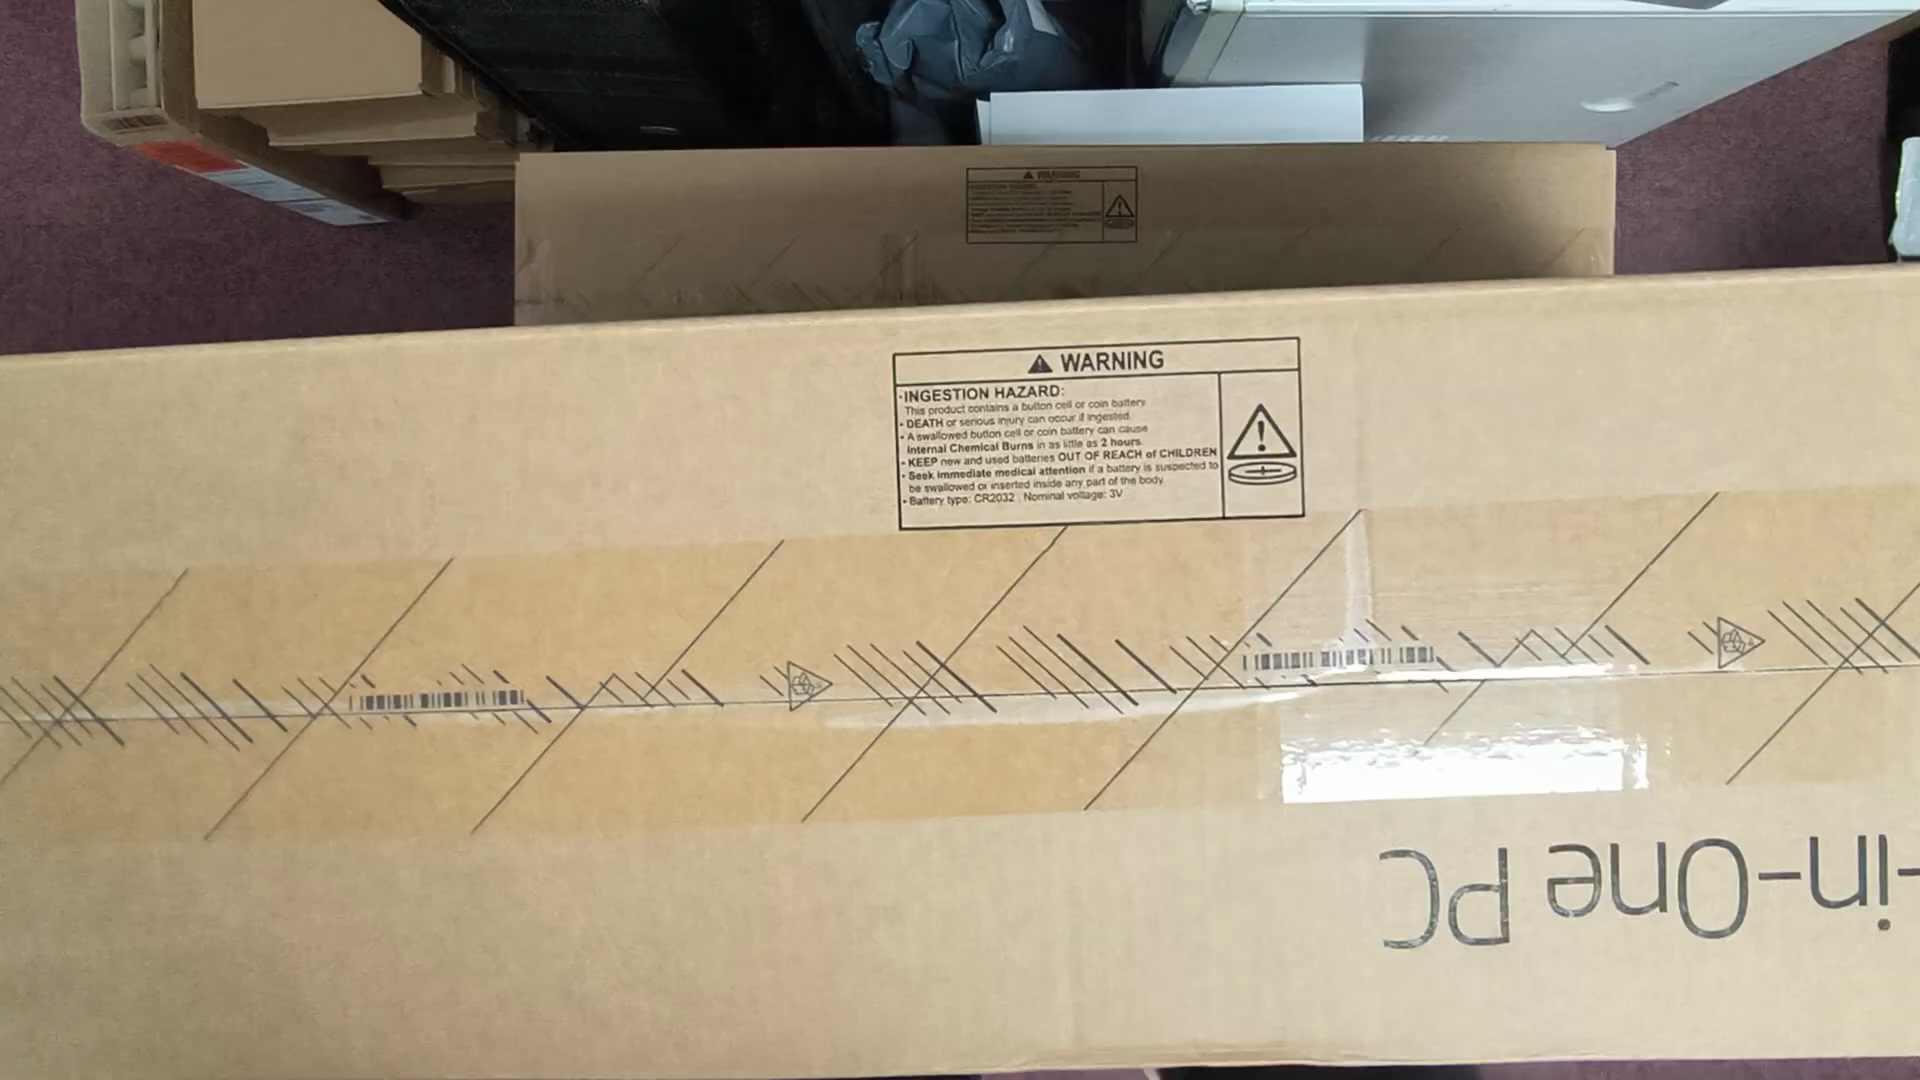 WARNING
WARNING
·INGESTION HAZARD:
This product contains a button cell or coin battery.
• DEATH or serious injury can occur if ingested.
• A swallowed button cell or coin battery can cause
Internal Chemical Burns in as little as 2 hours.
• KEEP new and used batteries OUT OF REACH of CHILDREN
• Seek immediate medical attention if a battery is suspected to
be swallowed or inserted inside any part of the body.
• Battery type: CR2032 Nominal voltage: 3V
-in-One PC